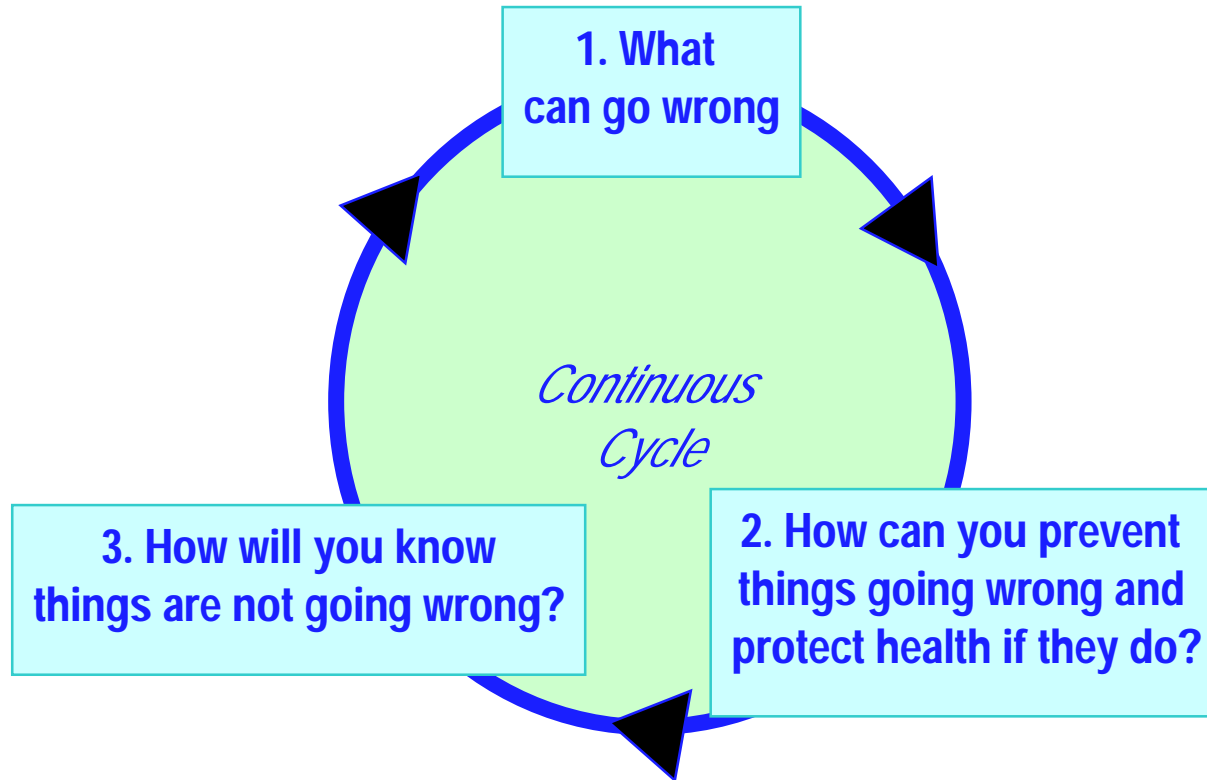 1. What
can go wrong
Continuous
Cycle
2. How can you prevent
things going wrong and
protect health if they do?
3. How will you know
things are not going wrong?